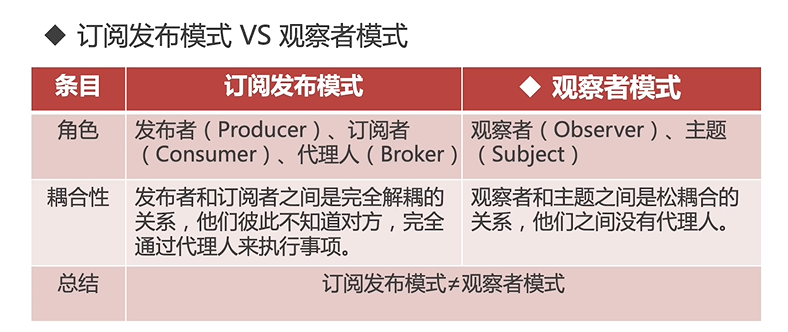 ◆ 订阅发布模式 VS 观察者模式
条目 订阅发布模式 ◆ 观察者模式
角色 发布者（Producer）、订阅者
（Consumer）、代理人（Broker）
观察者（Observer）、主题
（Subject）
耦合性 发布者和订阅者之间是完全解耦的
关系，他们彼此不知道对方，完全
通过代理人来执行事项。
观察者和主题之间是松耦合的
关系，他们之间没有代理人。
总结 订阅发布模式≠观察者模式